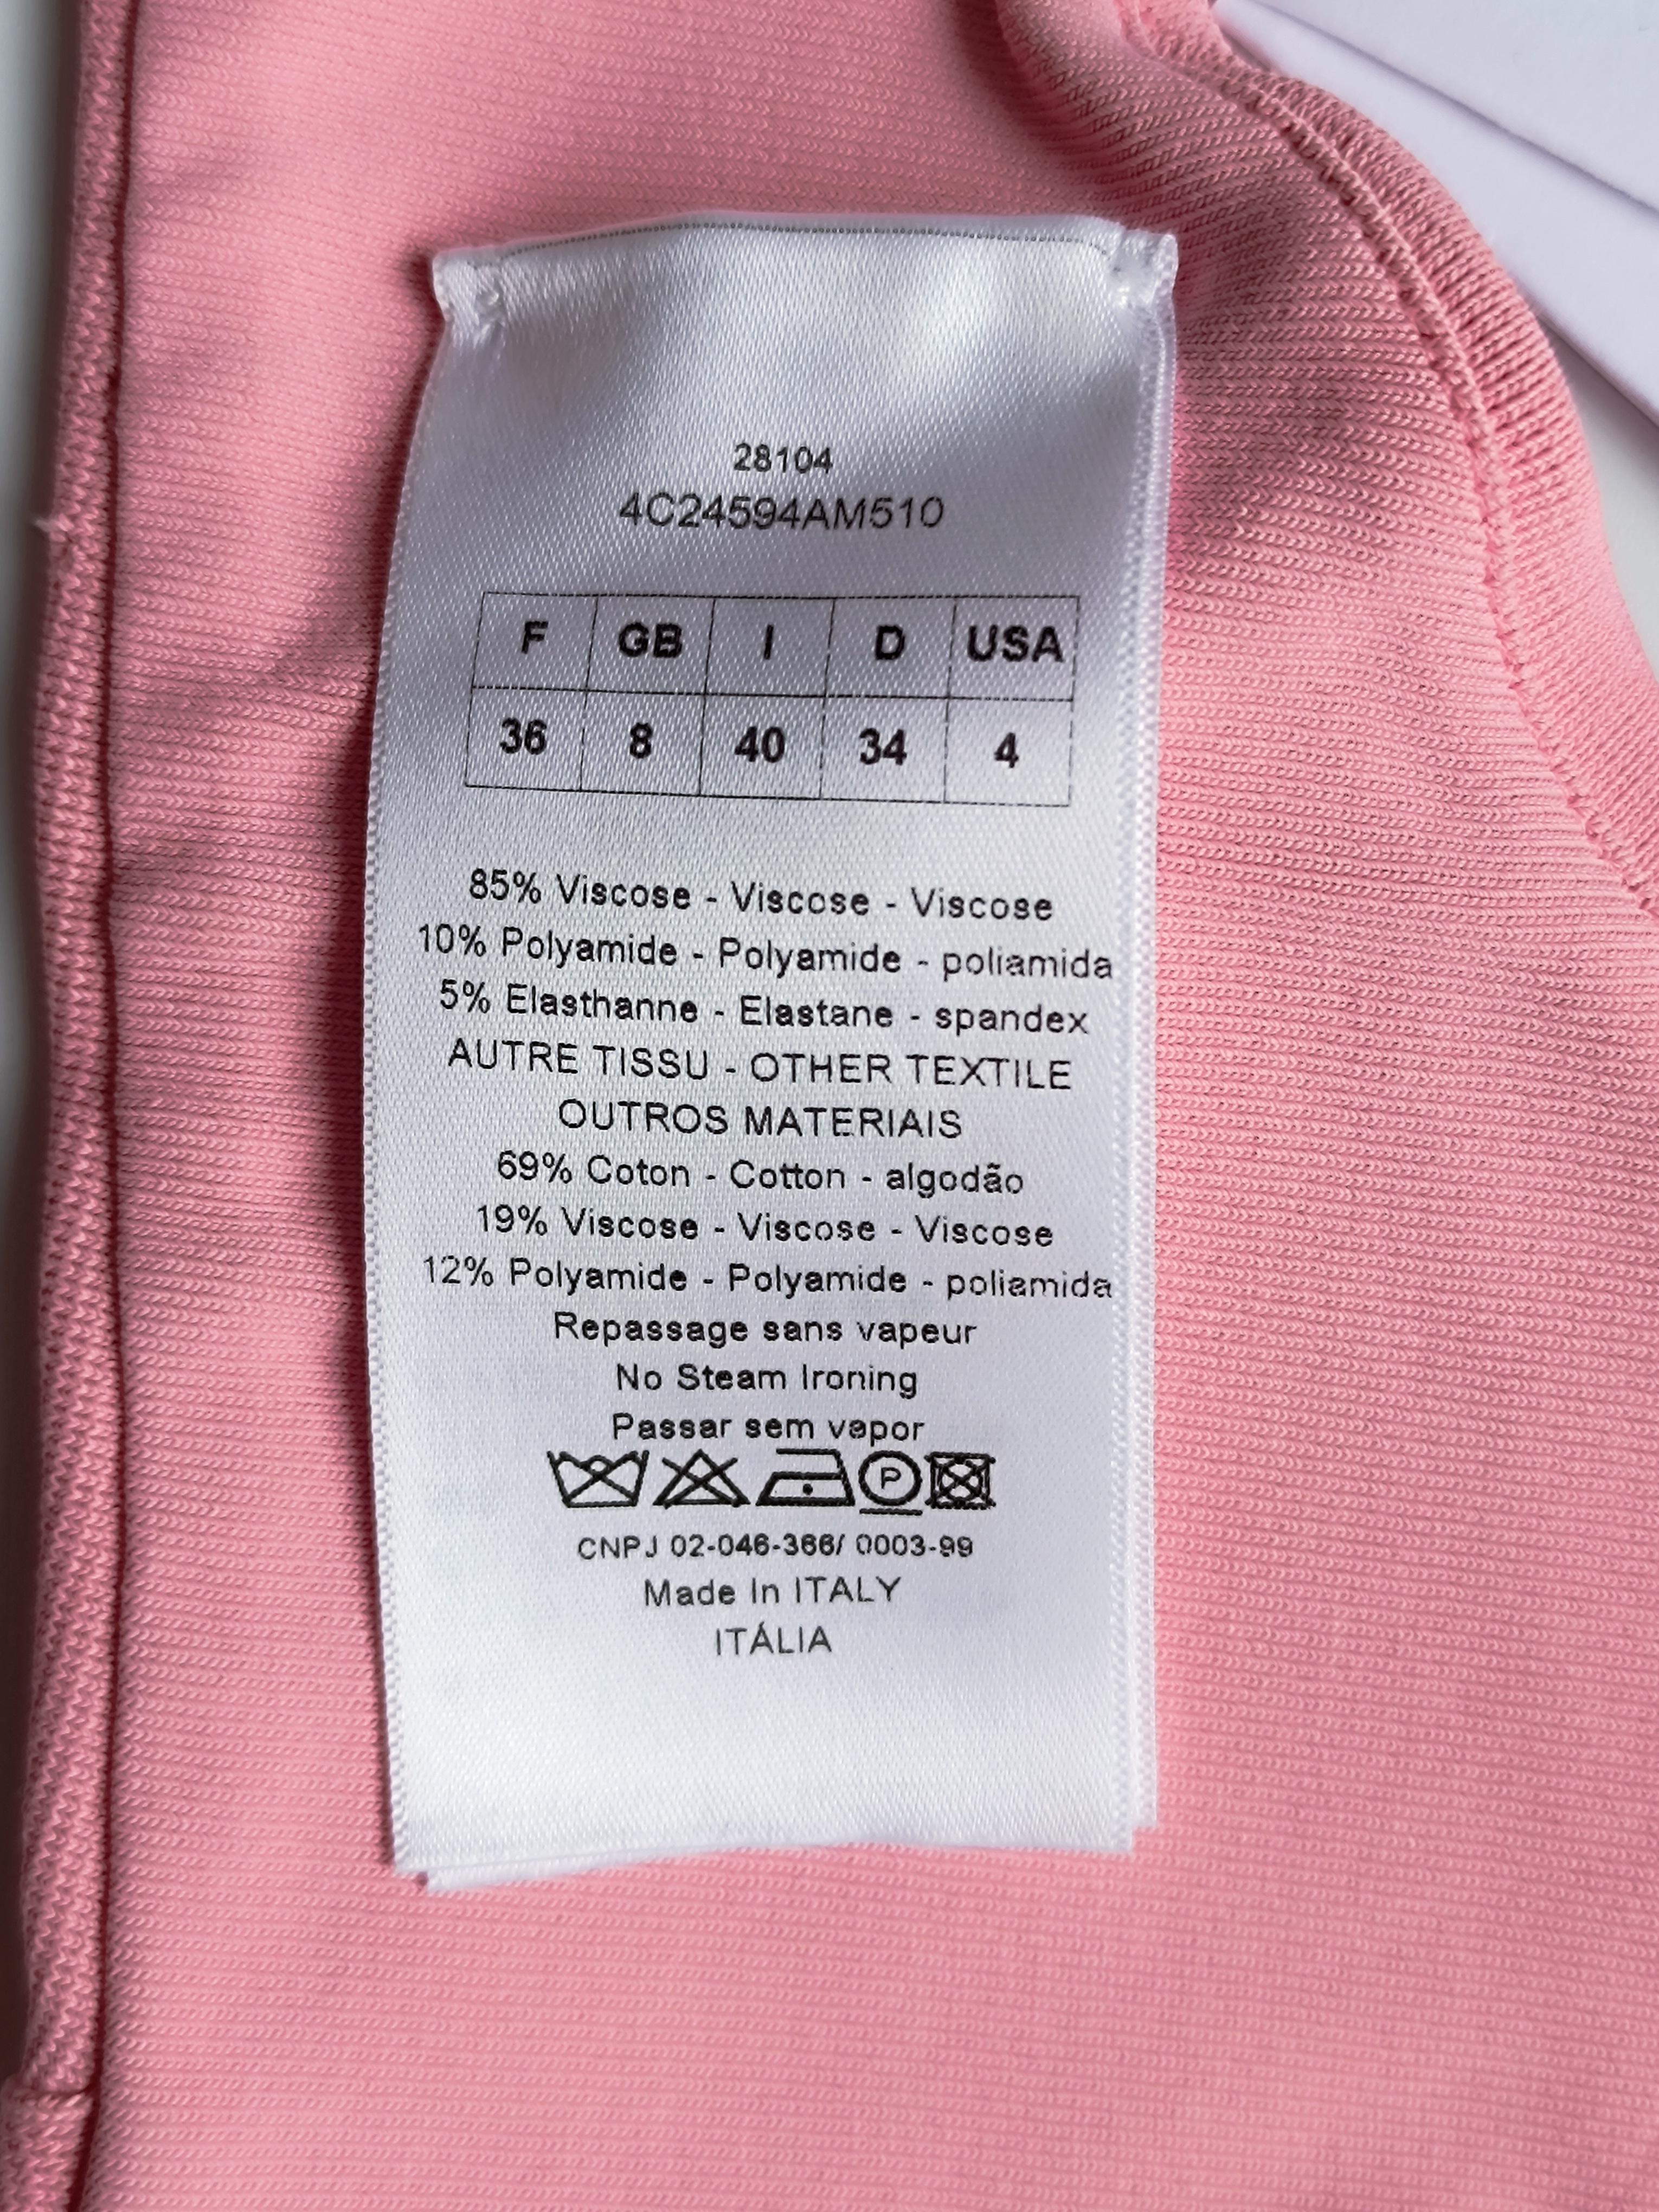 28104
4C24594AM510
F GB I D USA
36 8 40 34 4
85% Viscose - Viscose - Viscose
10% Polyamide - Polyamide - poliamida
5% Elasthanne - Elastane - spandex
AUTRE TISSU - OTHER TEXTILE
OUTROS MATERIAIS
69% Coton - Cotton - algodão
19% Viscose - Viscose - Viscose
12% Polyamide - Polyamide - poliamida
Repassage sans vapeur
No Steam Ironing
Passar sem vapor
P
CNPJ 02-046-366/ 0003-99
Made In ITALY
ITÁLIA